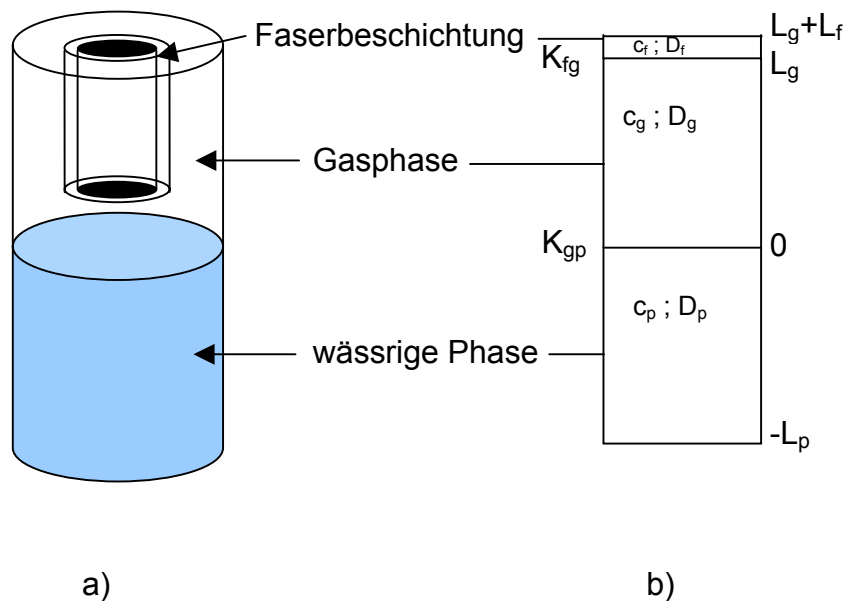 Faserbeschichtung
Gasphase
wässrige Phase
a)
K_fg
c_f ; D_f
L_g+L_f
L_g
c_g ; D_g
K_gp
0
c_p ; D_p
-L_p
b)